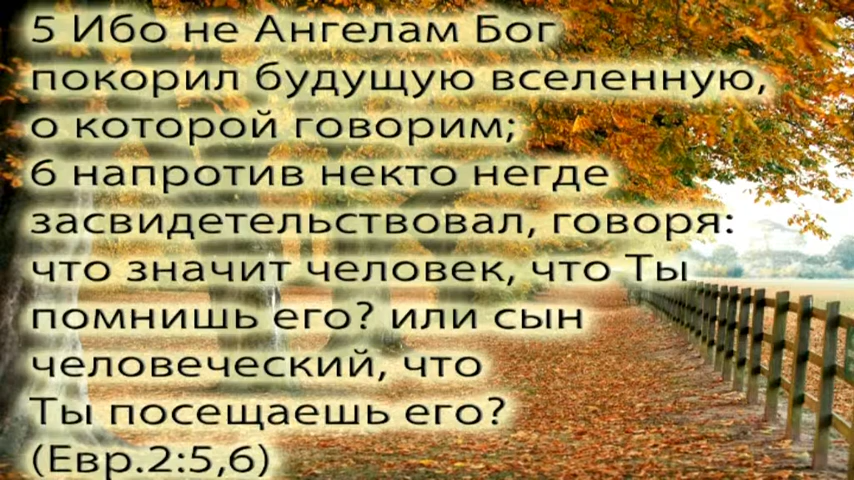 5 Ибо не Ангелам Бог
покорил будущую вселенную,
о которой говорим;
6 напротив некто негде
засвидетельствовал, говоря:
что значит человек, что Ты
помнишь его? или сын
человеческий, что
Ты посещаешь его?
(Евр.2:5,6)